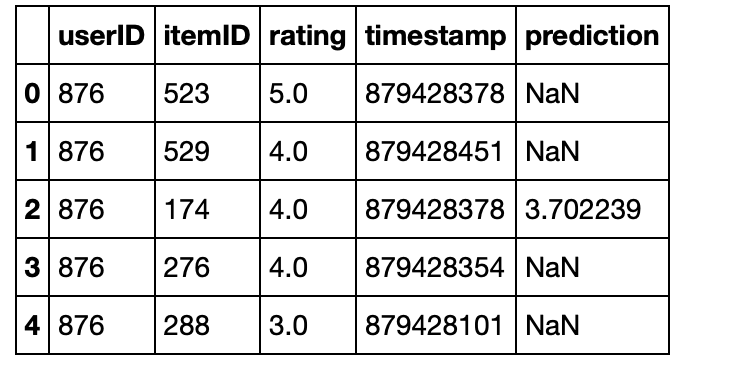 userID itemID rating timestamp prediction
0 876 523 5.0 879428378 NaN
1 876 529 4.0 879428451 NaN
2 876 174 4.0 879428378 3.702239
3 876 276 4.0 879428354 NaN
4 876 288 3.0 879428101 NaN